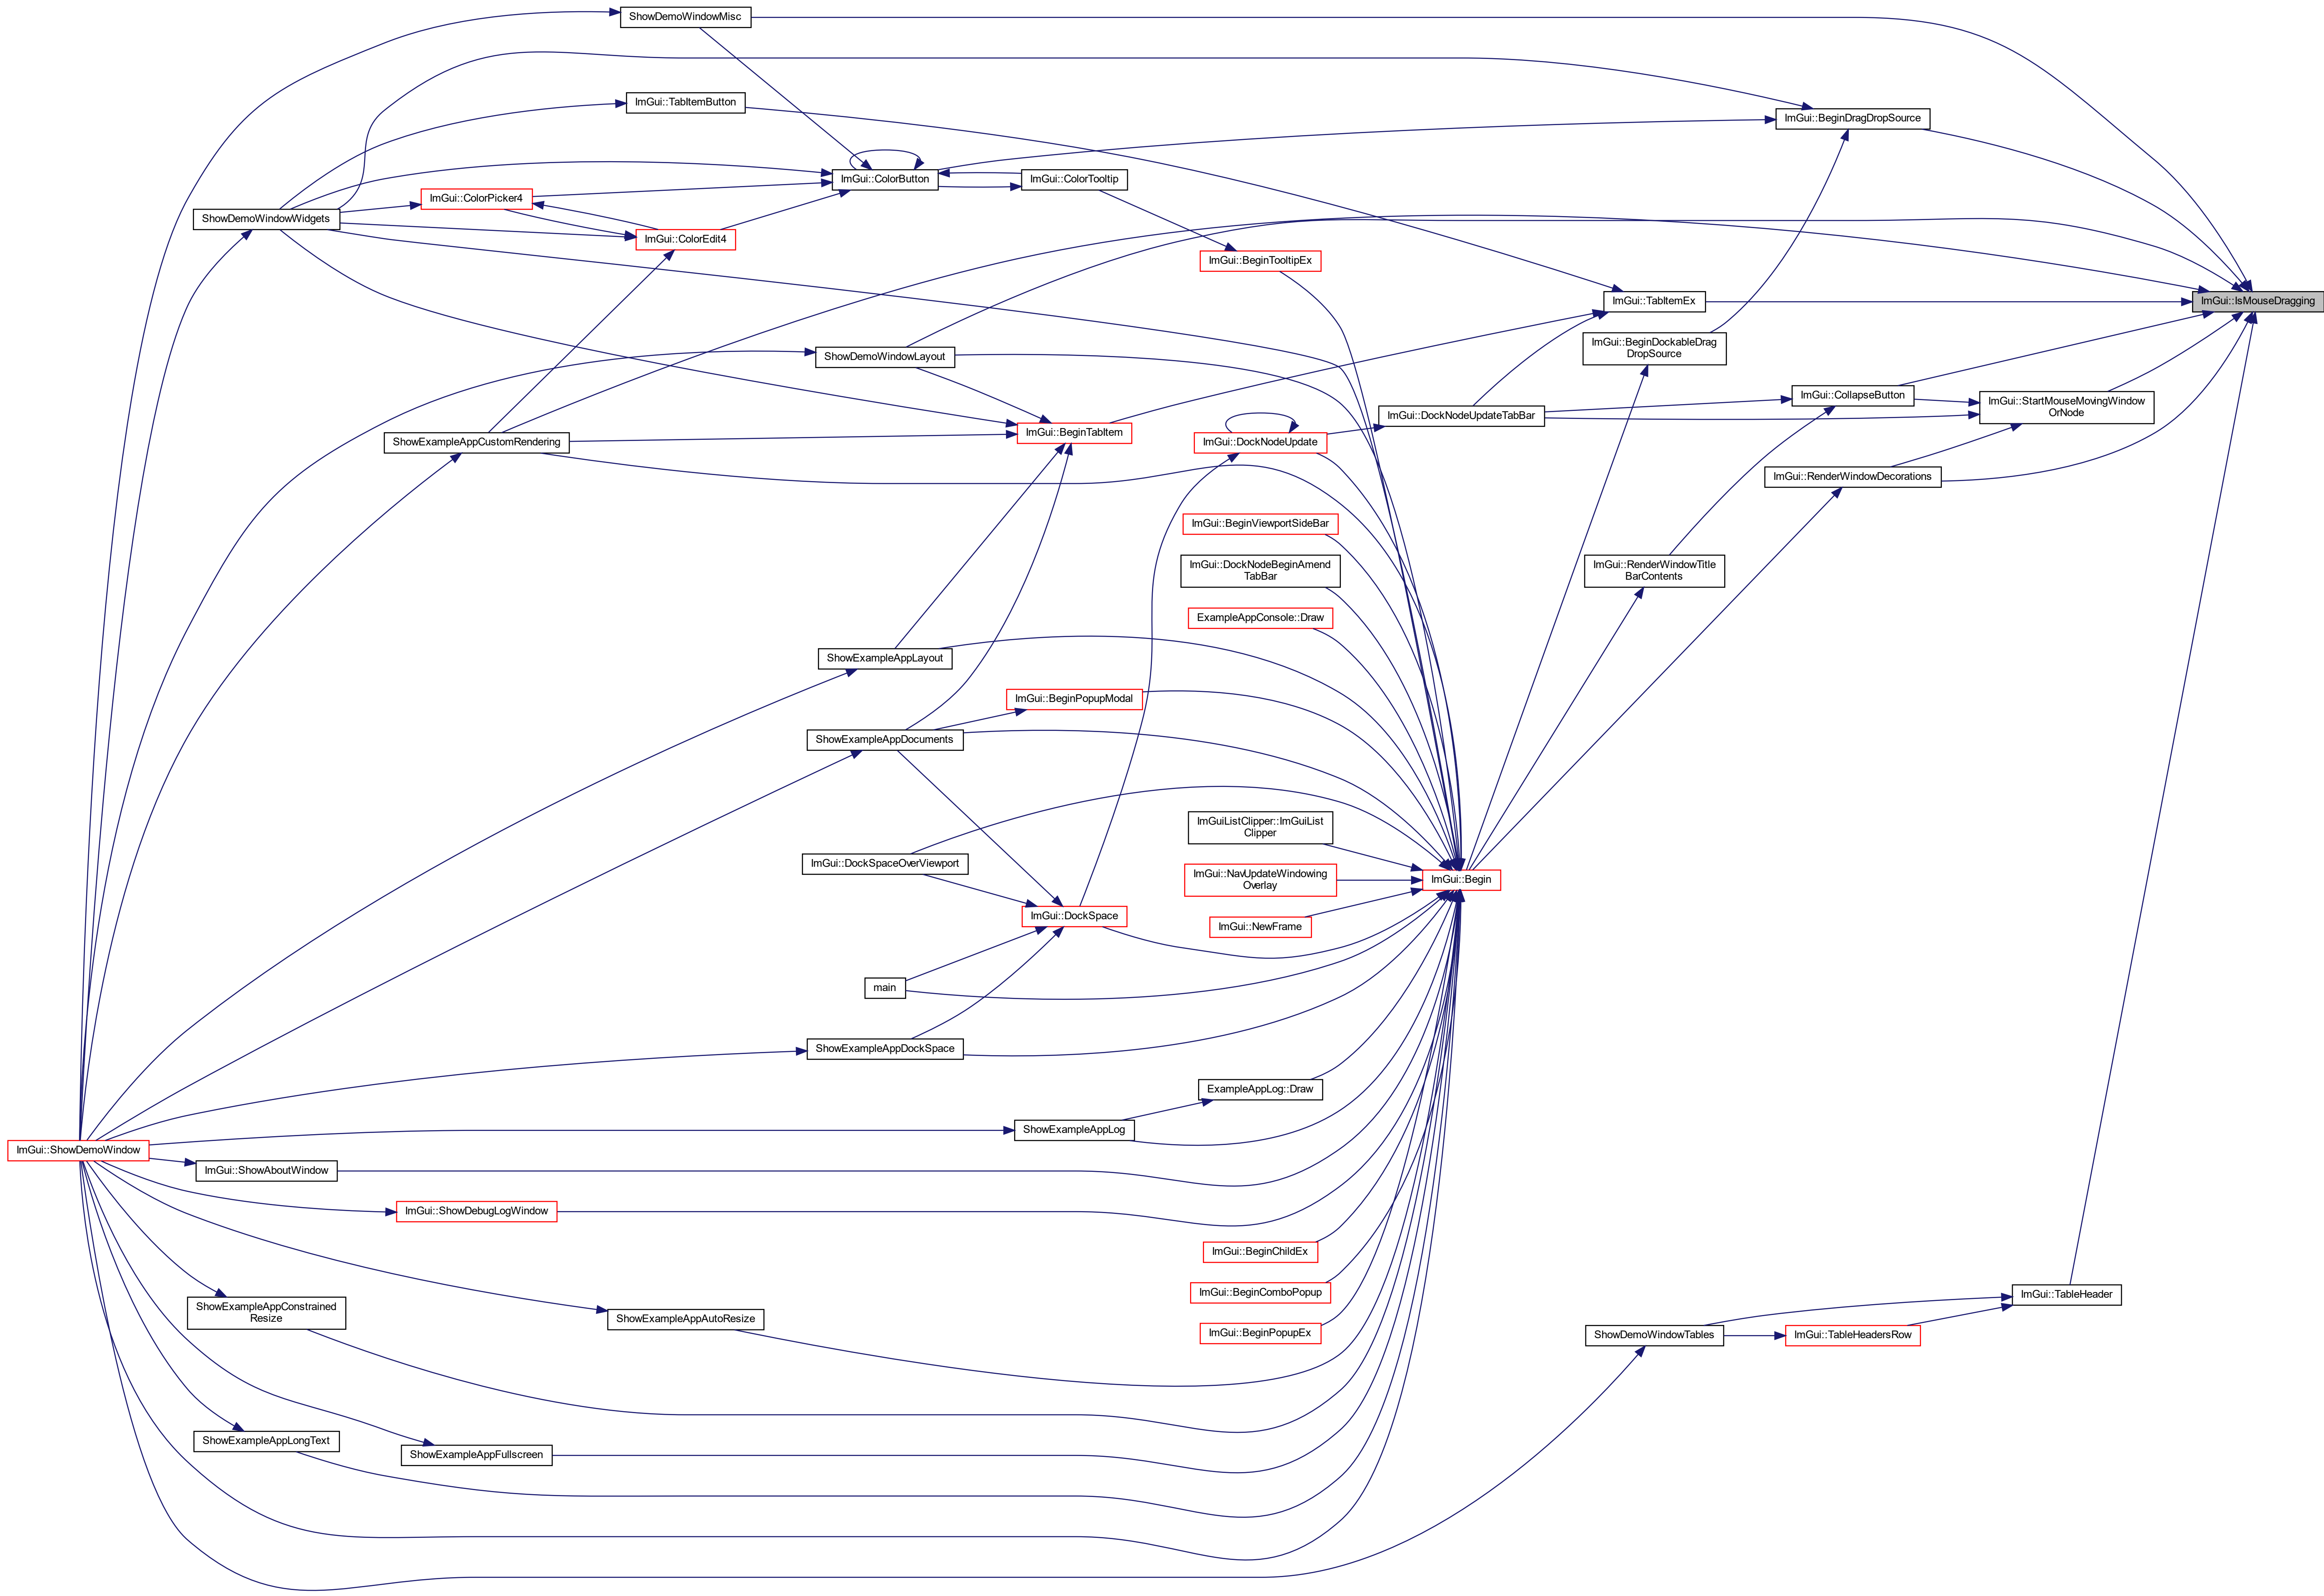 ShowDemoWindowMisc
ImGui::TabItemButton
ImGui::BeginDragDropSource
ImGui::ColorButton
ImGui::ColorTooltip
ImGui::ColorPicker4
ShowDemoWindowWidgets
ImGui::ColorEdit4
ImGui::BeginTooltipEx
ImGui::TabItemEx
ImGui::IsMouseDragging
ImGui::BeginDockableDrag
DropSource
ShowDemoWindowLayout
ImGui::CollapseButton
ImGui::StartMouseMovingWindow
OrNode
ImGui::DockNodeUpdateTabBar
ImGui::BeginTabItem
ShowExampleAppCustomRendering
ImGui::DockNodeUpdate
ImGui::RenderWindowDecorations
ImGui::BeginViewportSideBar
ImGui::DockNodeBeginAmend
TabBar
ImGui::RenderWindowTitle
BarContents
ExampleAppConsole::Draw
ShowExampleAppLayout
ImGui::BeginPopupModal
ShowExampleAppDocuments
ImGuiListClipper::ImGuiList
Clipper
ImGui::DockSpaceOverViewport
ImGui::NavUpdateWindowing
Overlay
ImGui::Begin
ImGui::DockSpace
ImGui::NewFrame
main
ShowExampleAppDockSpace
ExampleAppLog::Draw
ShowExampleAppLog
ImGui::ShowDemoWindow
ImGui::ShowAboutWindow
ImGui::ShowDebugLogWindow
ImGui::BeginChildEx
ImGui::BeginComboPopup
ImGui::TableHeader
ShowExampleAppConstrained
Resize
ShowExampleAppAutoResize
ImGui::BeginPopupEx
ShowDemoWindowTables
ImGui::TableHeadersRow
ShowExampleAppLongText
ShowExampleAppFullscreen